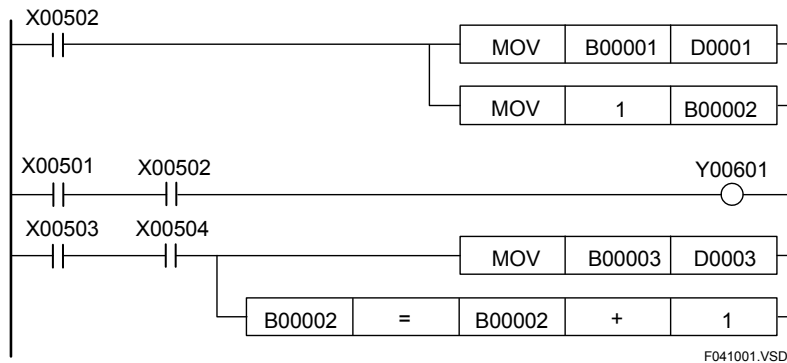 X00502
MOV B00001 D0001
MOV 1 B00002
X00501 X00502 Y00601
X00503 X00504
MOV B00003 D0003
B00002 = B00002 + 1
F041001.VSD